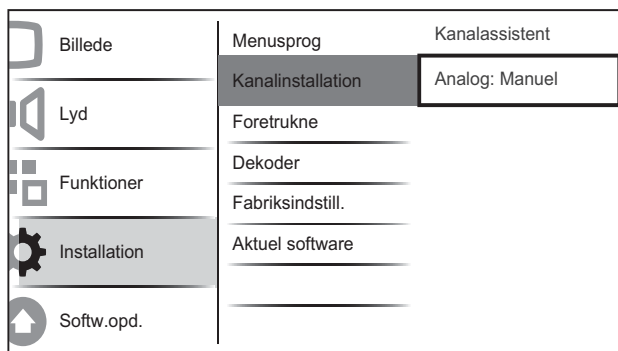 Billede
Lyd
Funktioner
Installation
Softw.opd.
Menusprog
Kanalinstallation
Foretrukne
Dekoder
Fabriksindstill.
Aktuel software
Kanalassistent
Analog: Manuel